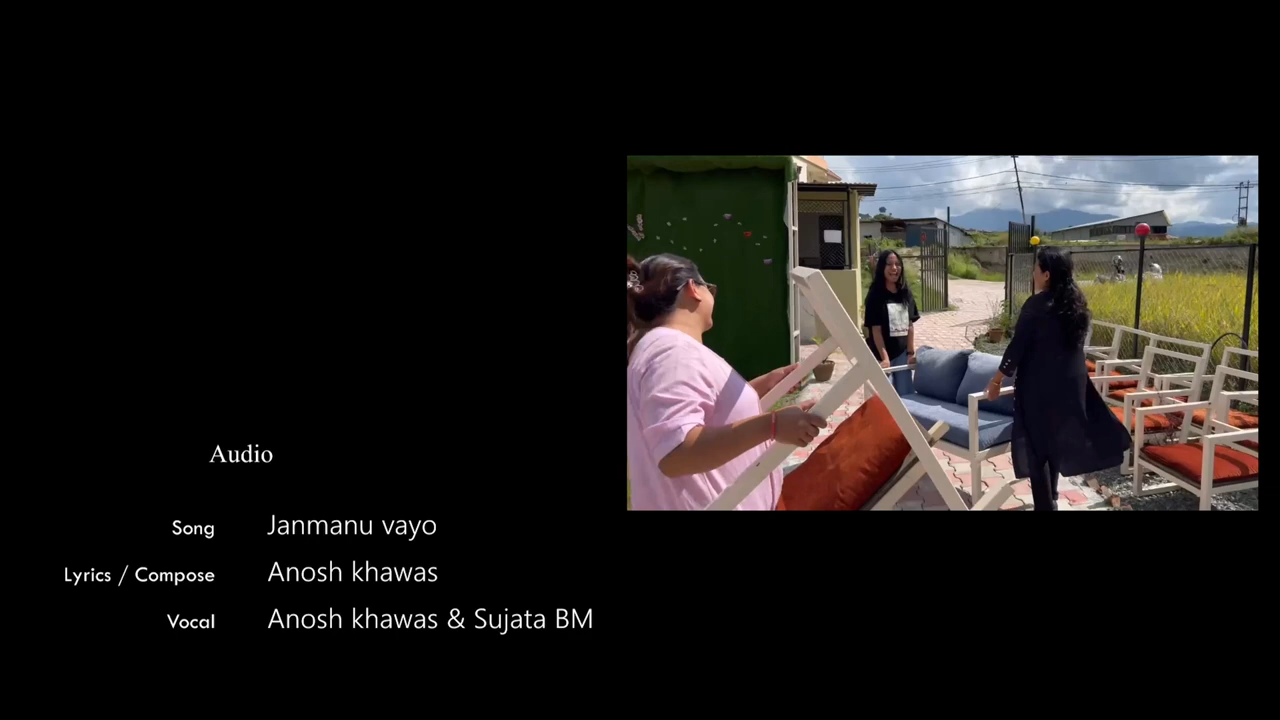 Audio
Song Janmanu vayo
Lyrics / Compose Anosh khawas
Vocal Anosh khawas & Sujata BM